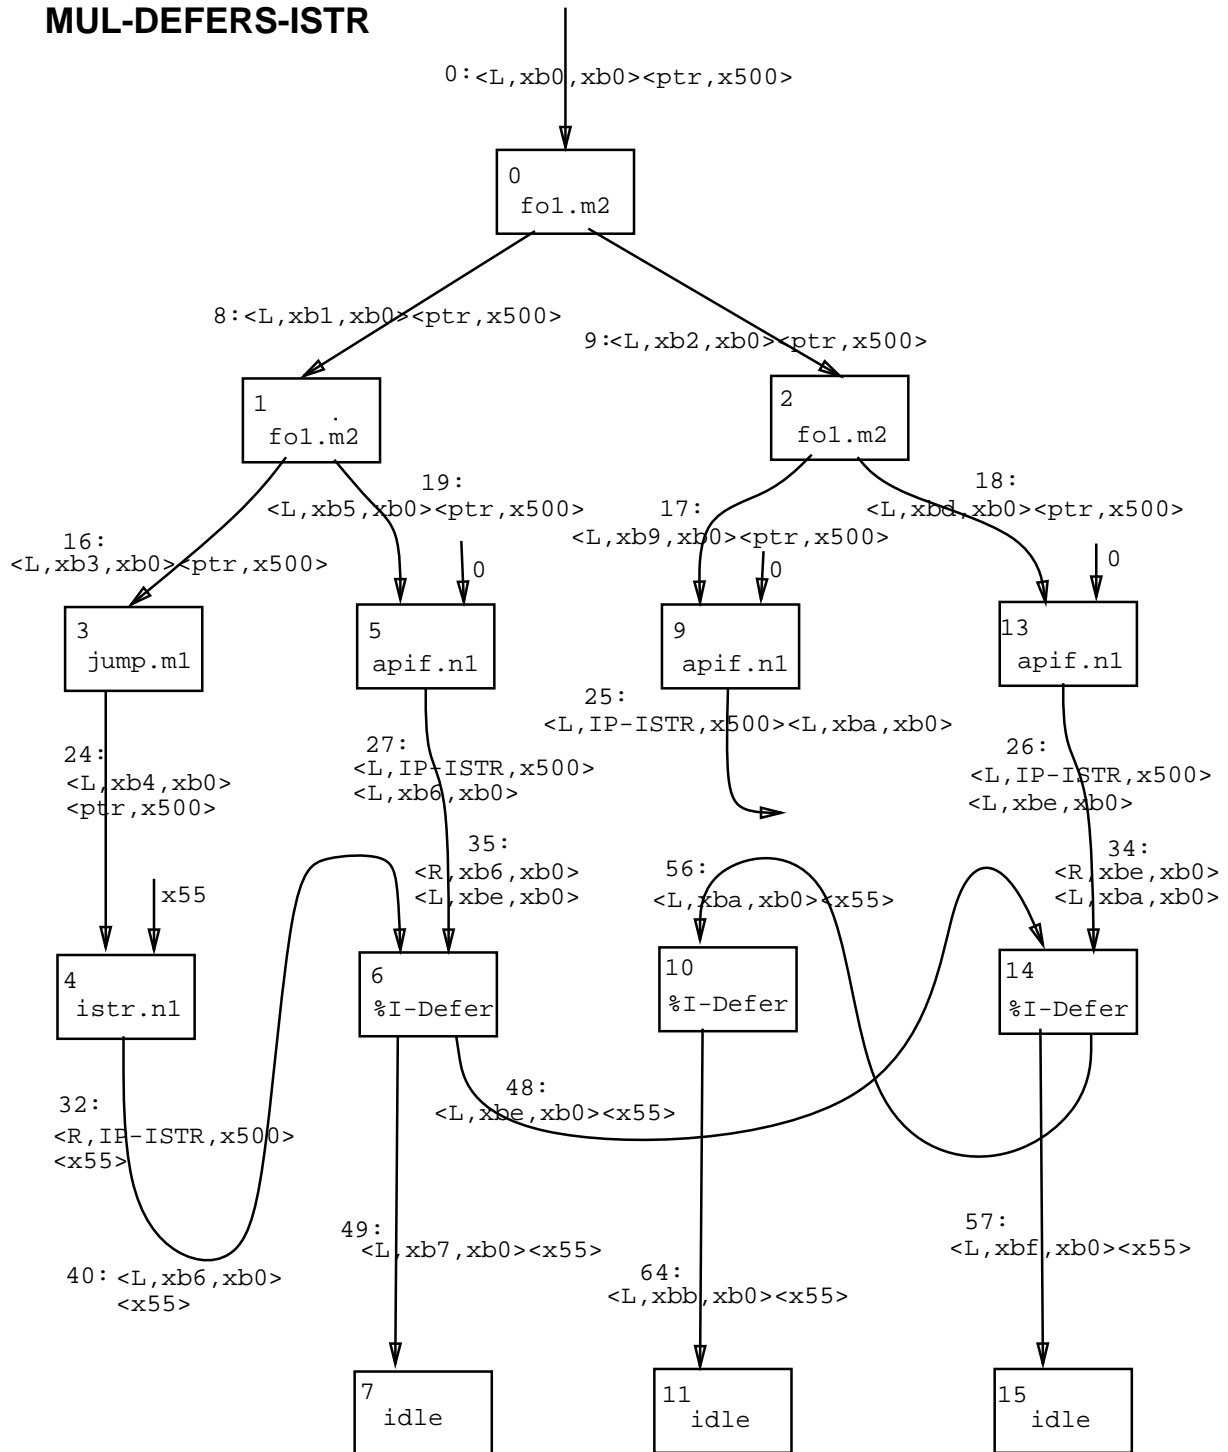 MUL-DEFERS-ISTR
0:<L,xb0,xb0><ptr,x500>
0
fo1.m2
8:<L,xb1,xb0><ptr,x500>
9:<L,xb2,xb0><ptr,x500>
1
fo1.m2
2
fo1.m2
19:
<L,xb5,xb0><ptr,x500>
17:
<L,xb9,xb0><ptr,x500>
18:
<L,xbd,xb0><ptr,x500>
16:
<L,xb3,xb0><ptr,x500>
0
0
0
3
jump.m1
5
apif.n1
9
apif.n1
13
apif.n1
24:
<L,xb4,xb0>
<ptr,x500>
27:
<L,IP-ISTR,x500>
<L,xb6,xb0>
25:
<L,IP-ISTR,x500><L,xba,xb0>
26:
<L,IP-ISTR,x500>
<L,xbe,xb0>
35:
<R,xb6,xb0>
<L,xbe,xb0>
56:
<L,xba,xb0><x55>
34:
<R,xbe,xb0>
<L,xba,xb0>
x55
4
istr.n1
6
%I-Defer
10
%I-Defer
14
%I-Defer
32:
<R,IP-ISTR,x500>
<x55>
48:
<L,xbe,xb0><x55>
40:<L,xb6,xb0>
<x55>
49:
<L,xb7,xb0><x55>
64:
<L,xbb,xb0><x55>
57:
<L,xbf,xb0><x55>
7
idle
11
idle
15
idle